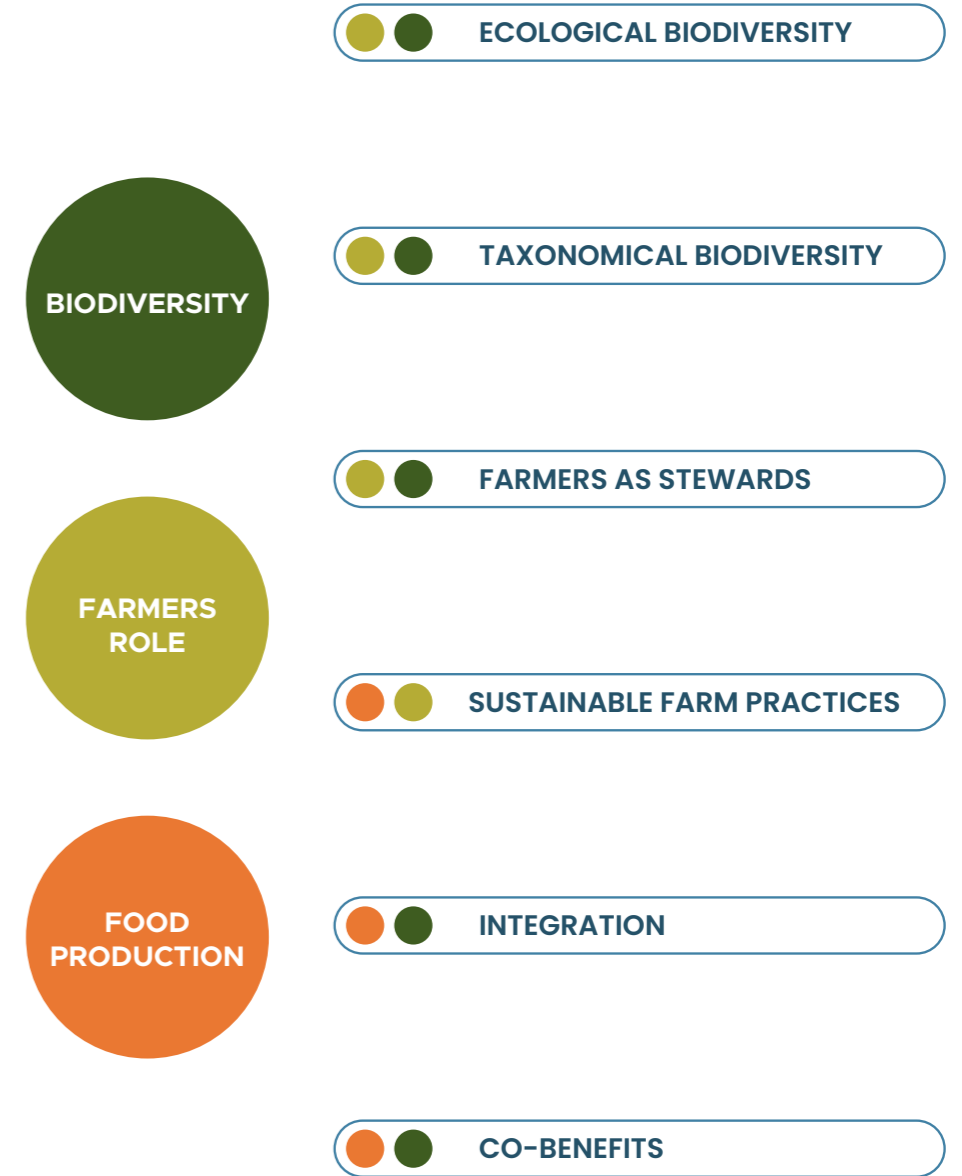 ECOLOGICAL BIODIVERSITY
TAXONOMICAL BIODIVERSITY
BIODIVERSITY
FARMERS AS STEWARDS
FARMERS
ROLE
SUSTAINABLE FARM PRACTICES
FOOD
PRODUCTION
INTEGRATION
CO-BENEFITS